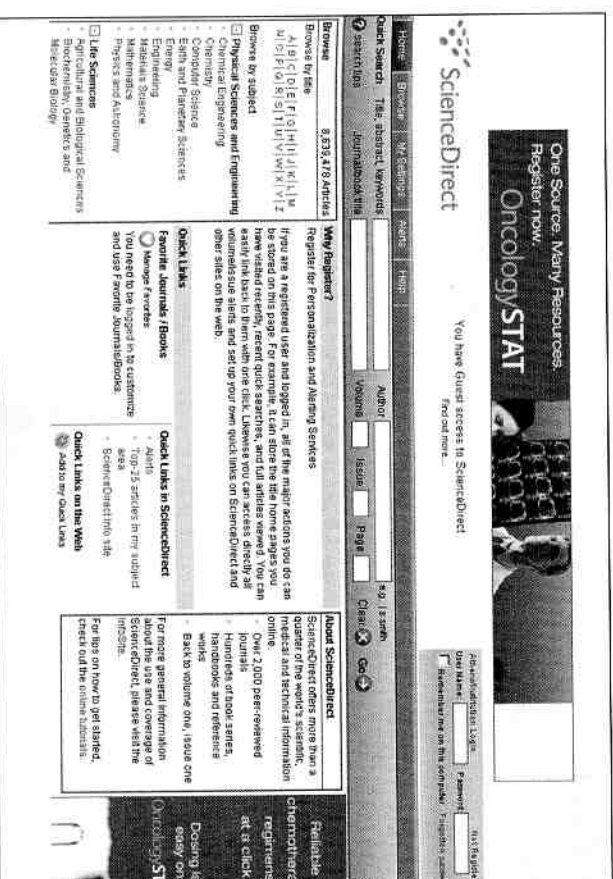 One Source. Many Resources.
Register now.
OncologySTAT
ScienceDirect
You have Guest access to ScienceDirect
Find out more...
Athens/Institution Login
Not Registe
User Name:
Password:
Remember me on this computer
Forgotten
Home
Browse
My Settings
Alerts
Help
Quick Search
Title, abstract, keywords
Author
e.g. j s smith
search tips
Journal/book title
Volume
Issue
Page
Clear
Go
Browse
8,639,478 Articles
Browse by title
A | B | C | D | E | F | G | H | I | J | K | L | M
N | O | P | Q | R | S | T | U | V | W | X | Y | Z
Browse by subject
Physical Sciences and Engineering
Chemical Engineering
Chemistry
Computer Science
Earth and Planetary Sciences
Energy
Engineering
Materials Science
Mathematics
Physics and Astronomy
Life Sciences
Agricultural and Biological Sciences
Biochemistry, Genetics and
Molecular Biology
Why Register?
Register for Personalization and Alerting Services
If you are a registered user and logged in, all of the major actions you do can
be stored on this page. For example, it can store the title home pages you
have visited recently, recent quick searches, and full articles viewed. You can
easily link back to them with one click. Likewise you can access directly all
volume/issue alerts and set up your own quick links on ScienceDirect and
other sites on the web.
Quick Links
Favorite Journals / Books
Manage Favorites
You need to be logged in to customize
and use Favorite Journals/Books.
Quick Links in ScienceDirect
Alerts
Top-25 articles in my subject
area
ScienceDirect Info site
Quick Links on the Web
Add to my Quick Links
About ScienceDirect
ScienceDirect offers more than a
quarter of the world's scientific,
medical and technical information
online.
Over 2,000 peer-reviewed
journals
Hundreds of book series,
handbooks and reference
works
Back to volume one, issue one
For more general information
about the use and coverage of
ScienceDirect, please visit the
InfoSite.
For tips on how to get started,
check out the online tutorials.
Reliable
chemothera
regimens
at a click
Dosing is
easy on
OncologyST